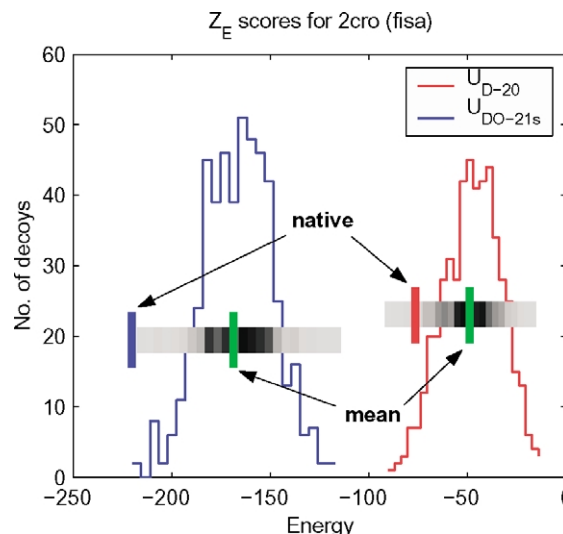 Z_E scores for 2cro (fisa)
U_D-20
U_DO-21s
60
50
40
30
20
10
0
No. of decoys
native
mean
−250 −200 −150 −100 −50 0
Energy